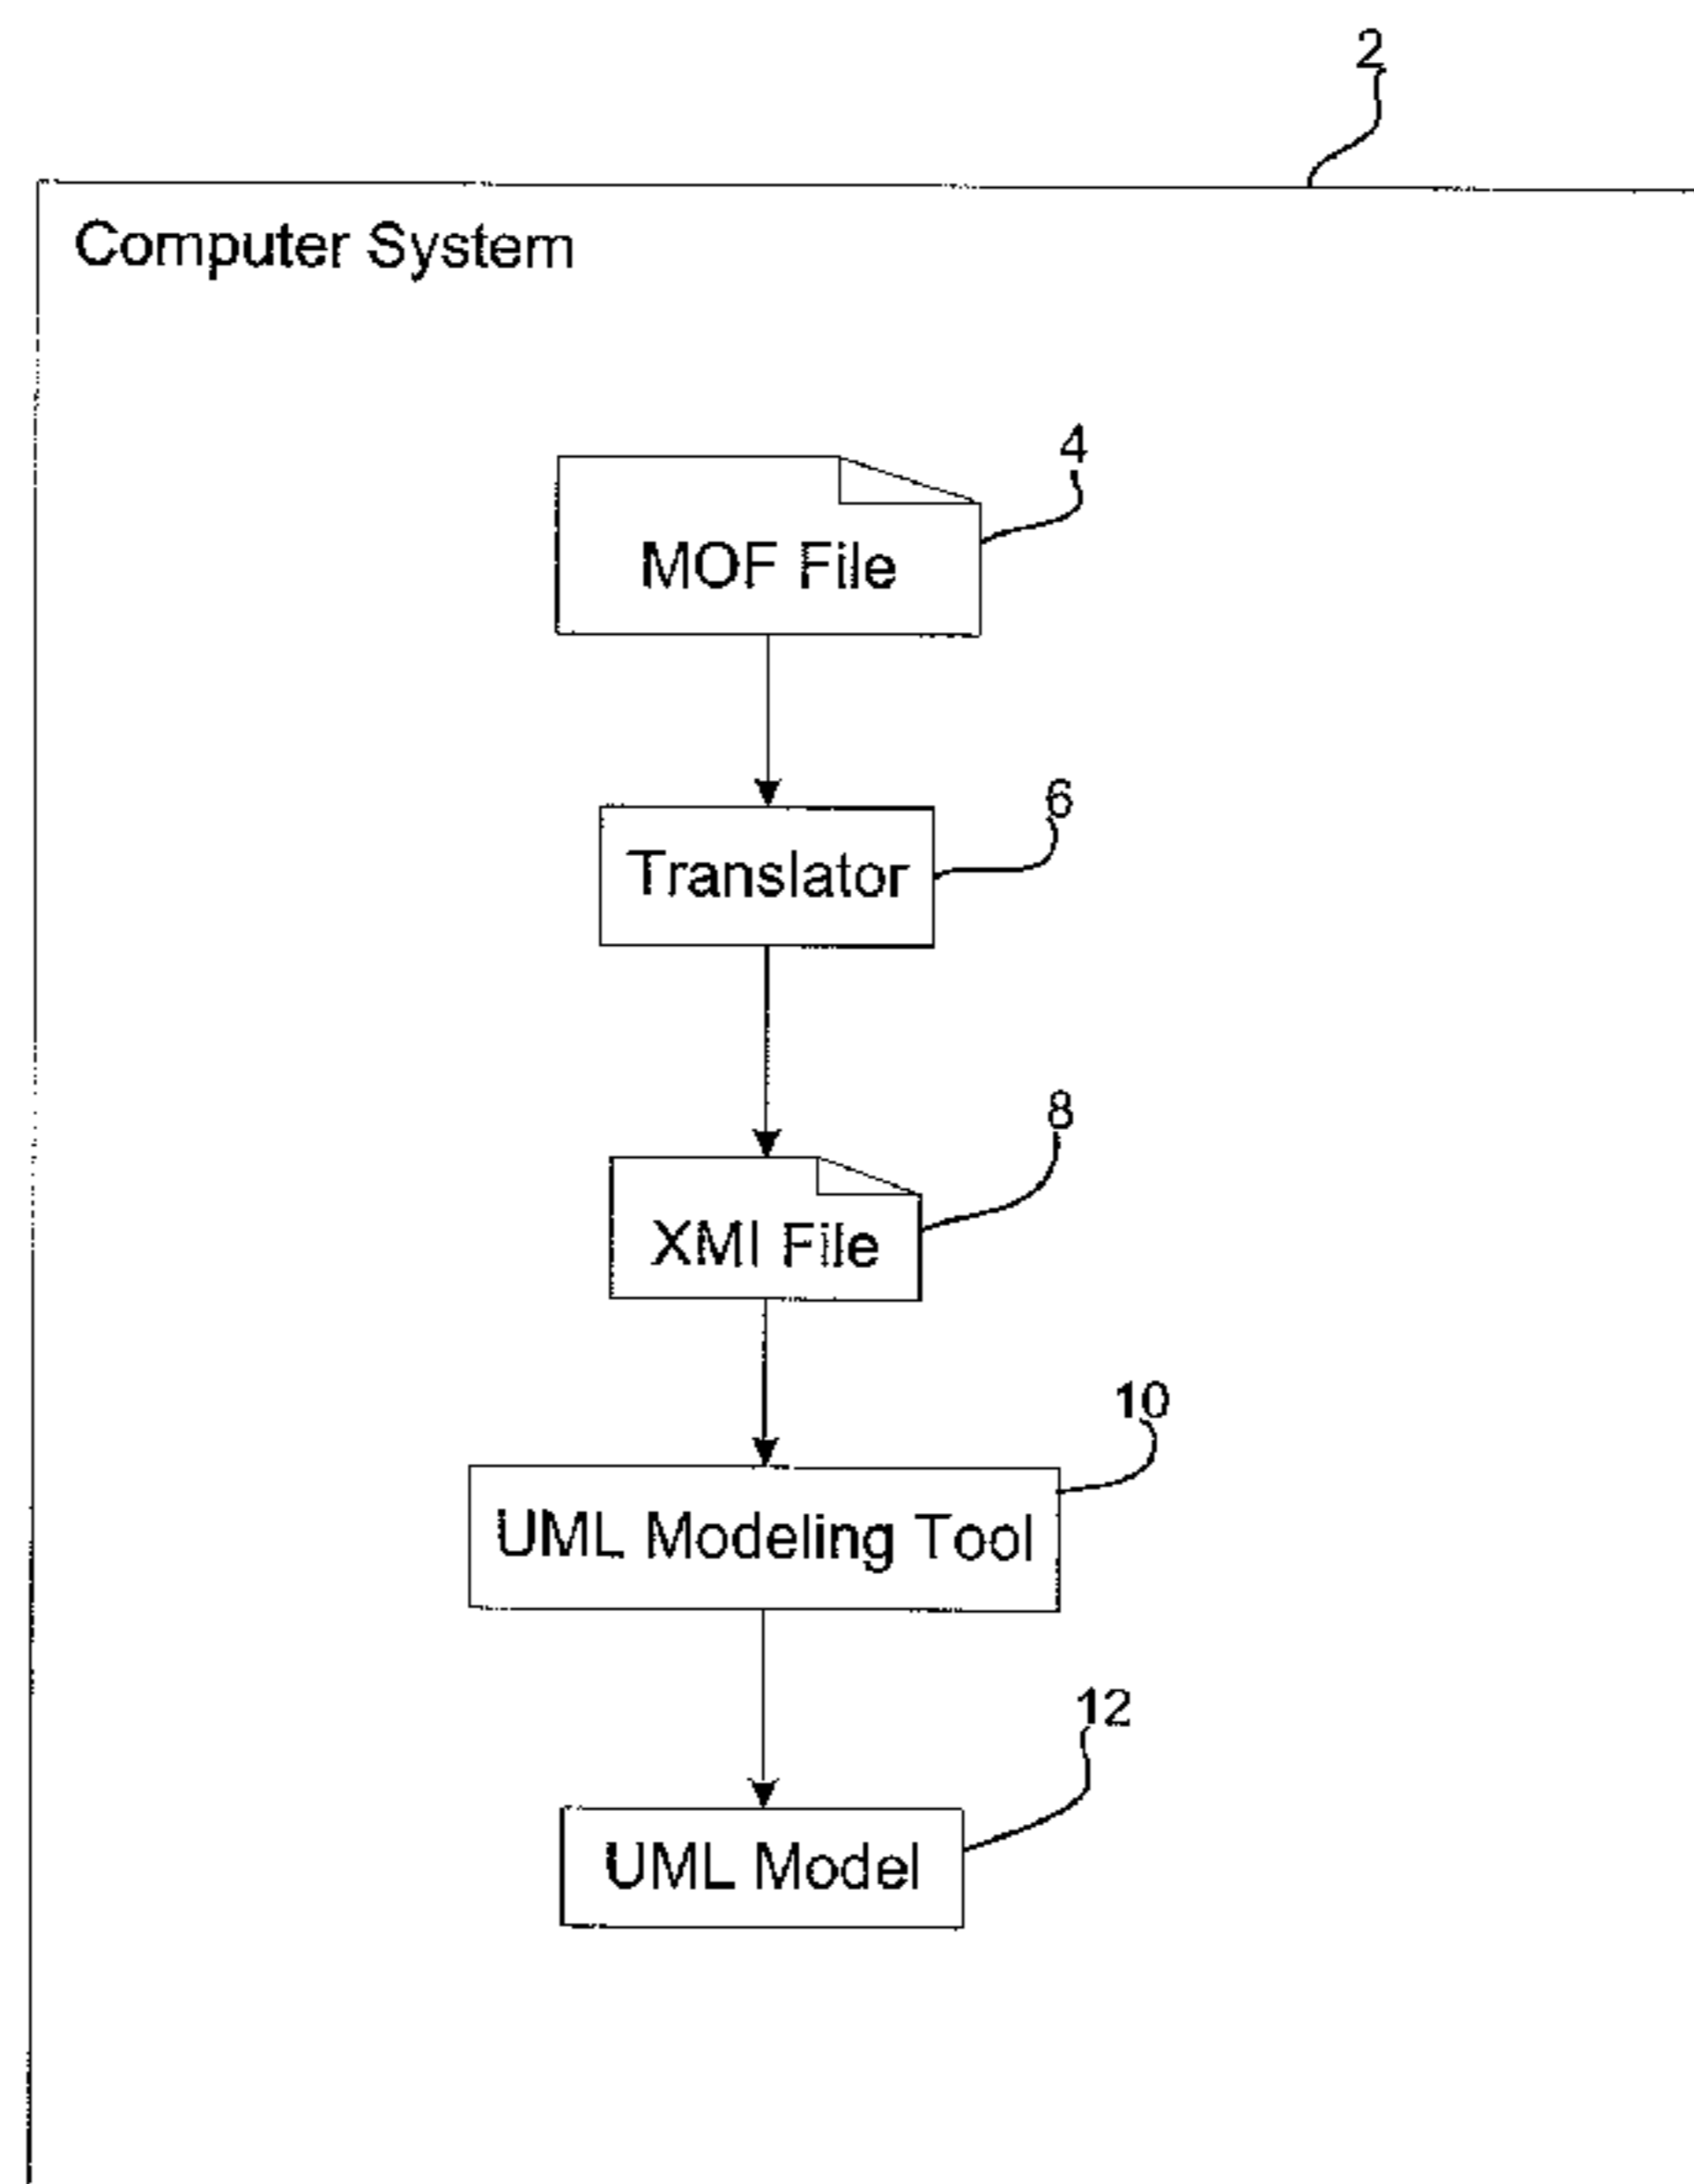 2
Computer System
4
MOF File
6
Translator
8
XMI File
10
UML Modeling Tool
12
UML Model